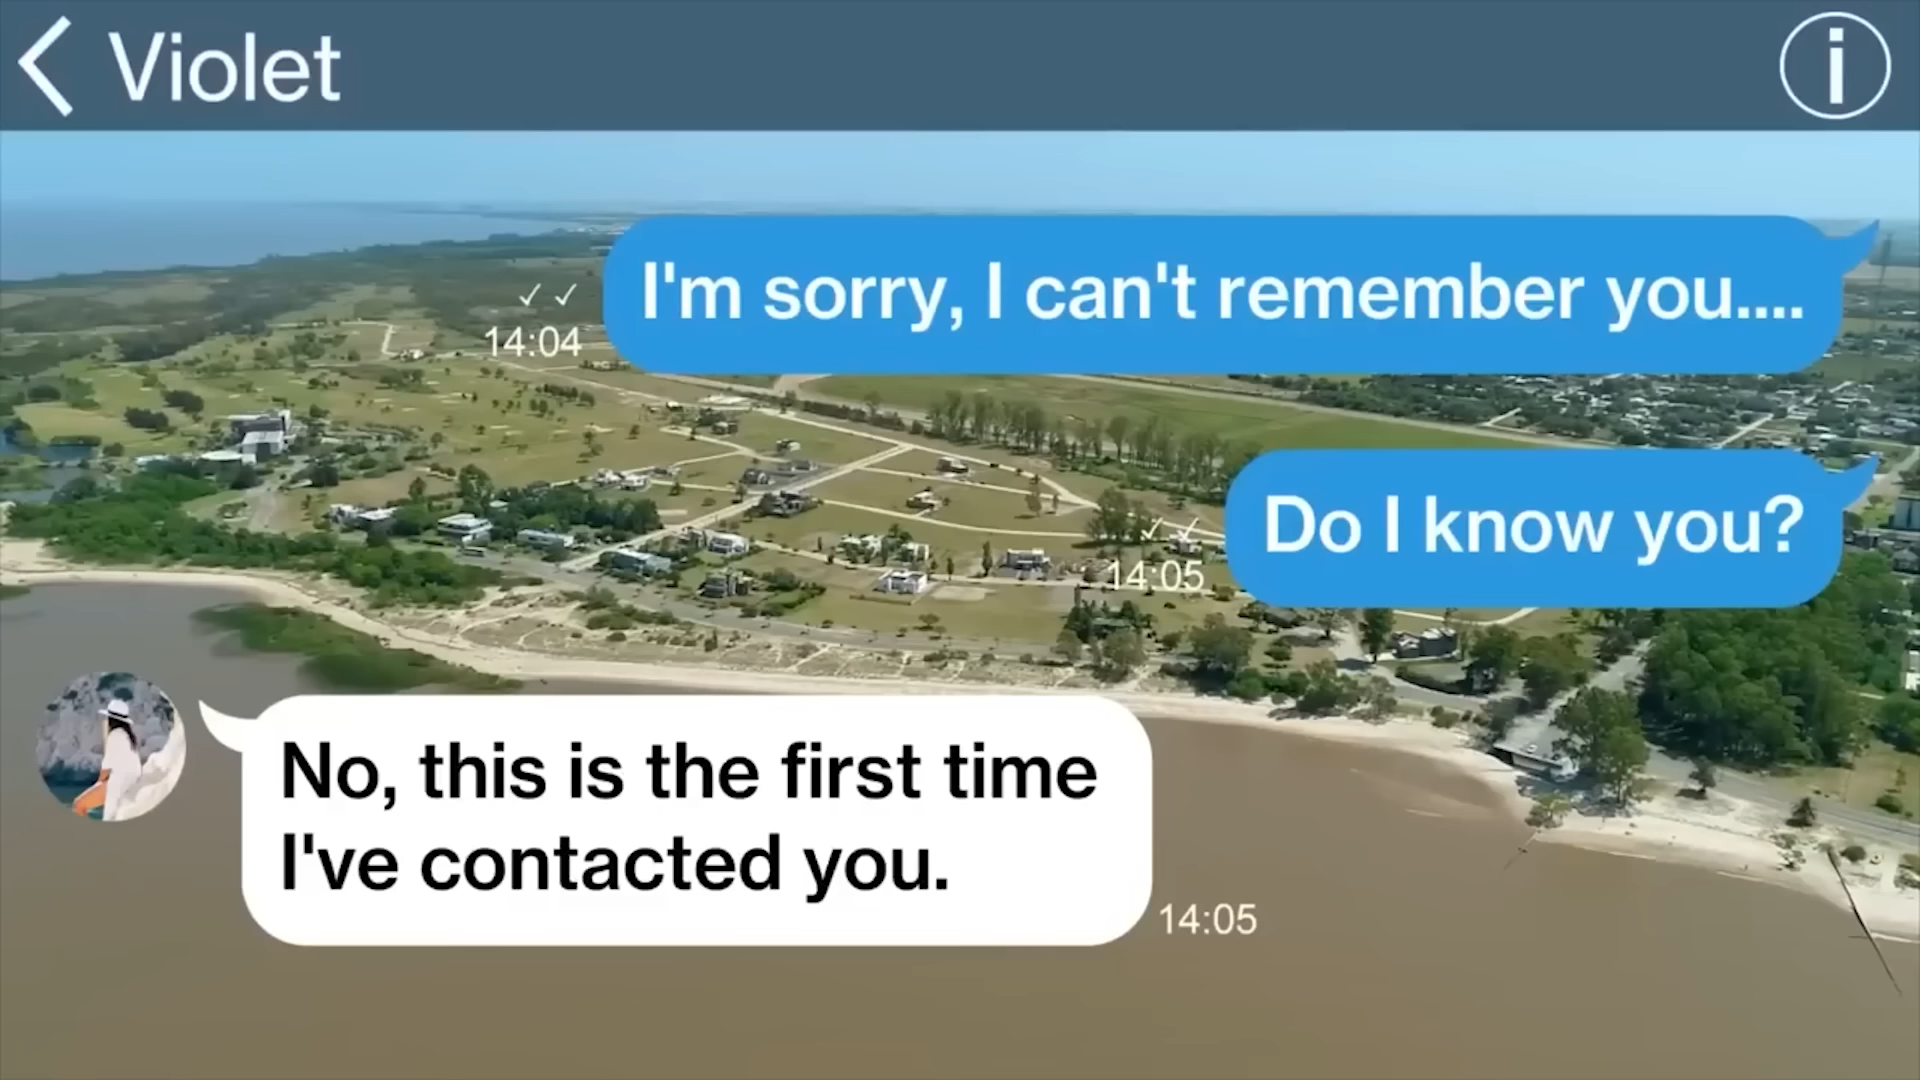 Violet
I'm sorry, I can't remember you....
✓✓
14:04
Do I know you?
✓✓
14:05
No, this is the first time
I've contacted you.
14:05